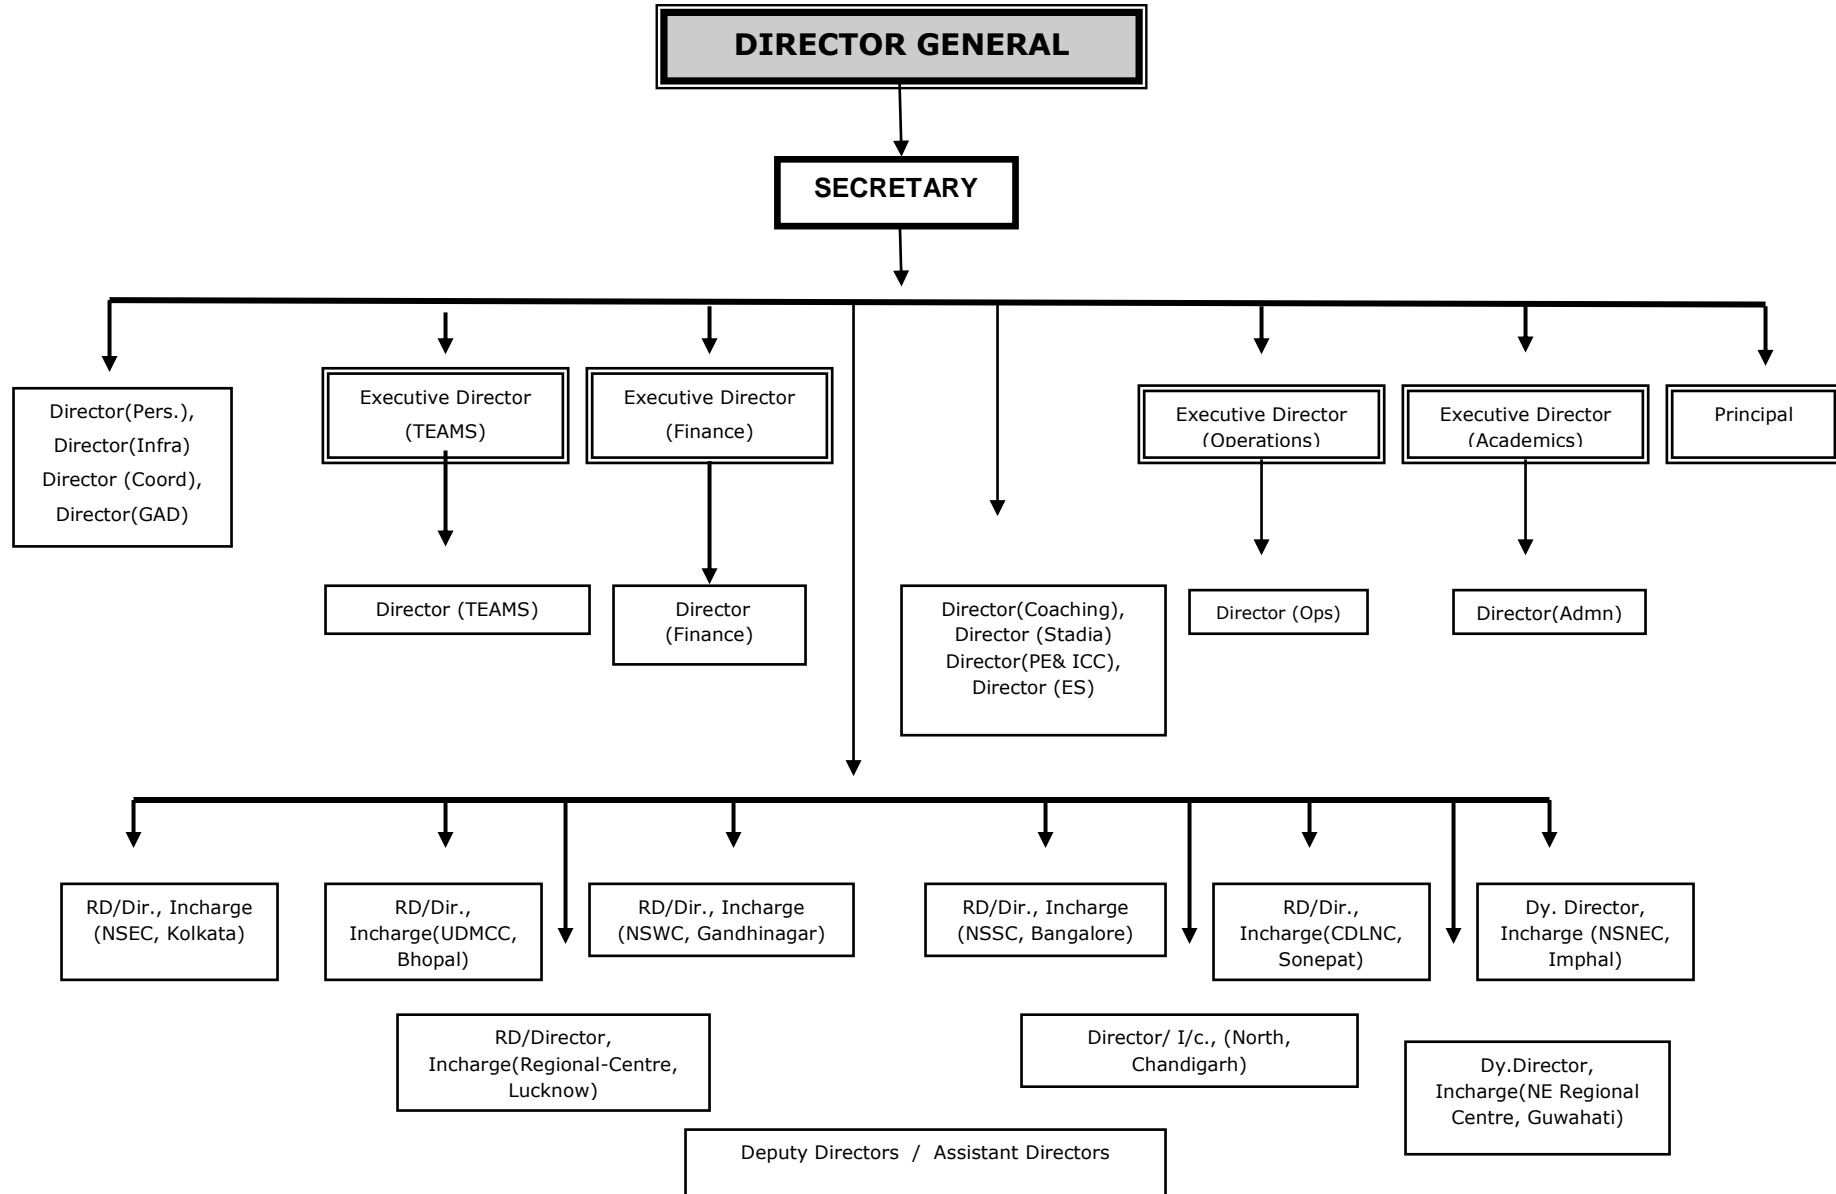 DIRECTOR GENERAL
SECRETARY
Director(Pers.),
Director(Infra)
Director (Coord),
Director(GAD)
Executive Director
(TEAMS)
Executive Director
(Finance)
Executive Director
(Operations)
Executive Director
(Academics)
Principal
Director (TEAMS)
Director
(Finance)
Director(Coaching),
Director (Stadia)
Director(PE& ICC),
Director (ES)
Director (Ops)
Director(Admn)
RD/Dir., Incharge
(NSEC, Kolkata)
RD/Dir.,
Incharge(UDMCC,
Bhopal)
RD/Dir., Incharge
(NSWC, Gandhinagar)
RD/Dir., Incharge
(NSSC, Bangalore)
RD/Dir.,
Incharge(CDLNC,
Sonepat)
Dy. Director,
Incharge (NSNEC,
Imphal)
RD/Director,
Incharge(Regional-Centre,
Lucknow)
Director/ I/c., (North,
Chandigarh)
Dy.Director,
Incharge(NE Regional
Centre, Guwahati)
Deputy Directors / Assistant Directors